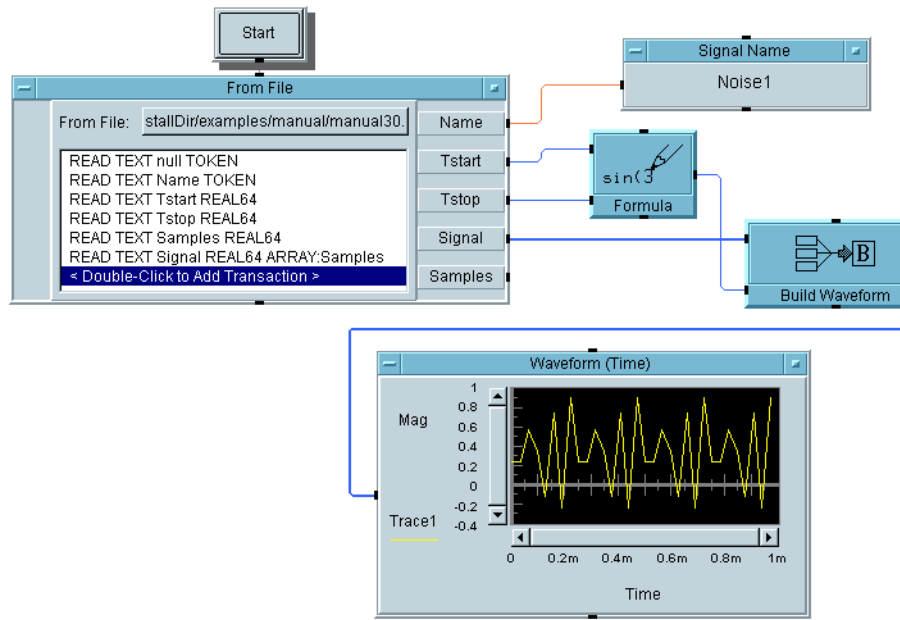 Start
From File
From File: stallDir/examples/manual/manual30.
READ TEXT null TOKEN
READ TEXT Name TOKEN
READ TEXT Tstart REAL64
READ TEXT Tstop REAL64
READ TEXT Samples REAL64
READ TEXT Signal REAL64 ARRAY:Samples
< Double-Click to Add Transaction >
Name
Tstart
Tstop
Signal
Samples
Signal Name
Noise1
sin(3
Formula
B
Build Waveform
Waveform (Time)
Mag
Trace1
1
0.8
0.6
0.4
0.2
0
-0.2
-0.4
0 0.2m 0.4m 0.6m 0.8m 1m
Time